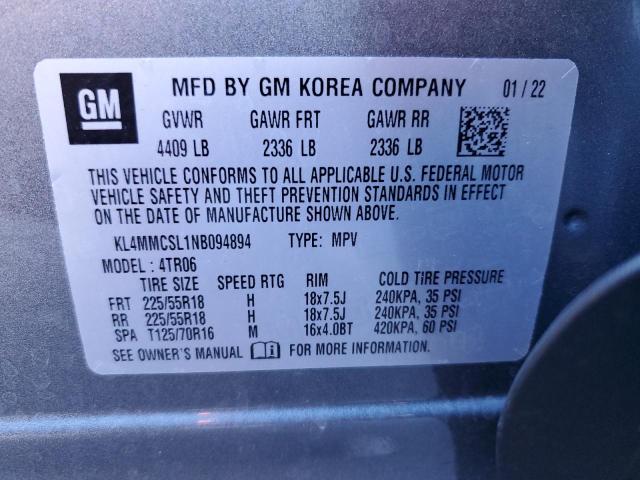 GM MFD BY GM KOREA COMPANY 01 / 22
GVWR GAWR FRT GAWR RR
4409 LB 2336 LB 2336 LB
THIS VEHICLE CONFORMS TO ALL APPLICABLE U.S. FEDERAL MOTOR
VEHICLE SAFETY AND THEFT PREVENTION STANDARDS IN EFFECT
ON THE DATE OF MANUFACTURE SHOWN ABOVE.
KL4MMCSL1NB094894 TYPE: MPV
MODEL: 4TR06
TIRE SIZE SPEED RTG RIM COLD TIRE PRESSURE
FRT 225/55R18 H 18x7.5J 240KPA, 35 PSI
RR 225/55R18 H 18x7.5J 240KPA, 35 PSI
SPA T125/70R16 M 16x4.0BT 420KPA, 60 PSI
SEE OWNER'S MANUAL FOR MORE INFORMATION.